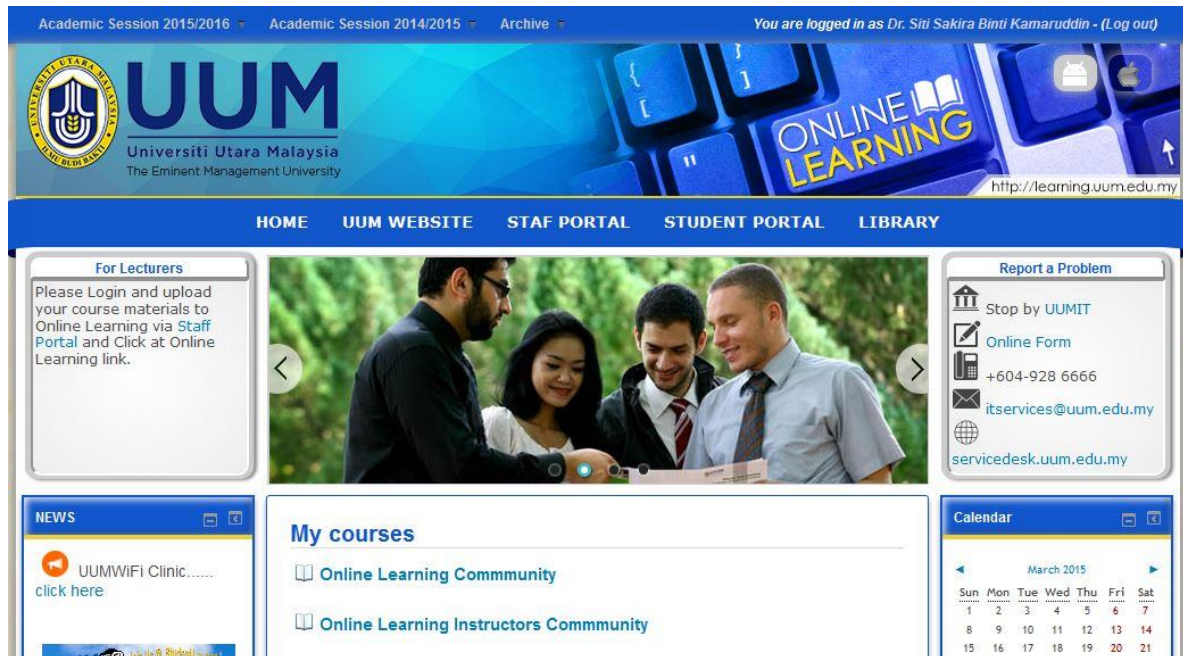 Academic Session 2015/2016
Academic Session 2014/2015
Archive
You are logged in as Dr. Siti Sakira Binti Kamaruddin - (Log out)
UNIVERSITI UTARA MALAYSIA
ILMU BUDI BAKTI
UUM
Universiti Utara Malaysia
The Eminent Management University
{
[
}
]
"
ONLINE
LEARNING
http://learning.uum.edu.my
HOME UUM WEBSITE STAF PORTAL STUDENT PORTAL LIBRARY
For Lecturers
Please Login and upload
your course materials to
Online Learning via Staff
Portal and Click at Online
Learning link.
Report a Problem
Stop by UUMIT
Online Form
+604-928 6666
itservices@uum.edu.my
servicedesk.uum.edu.my
NEWS
UUMWiFi Clinic......
click here
My courses
Online Learning Commmunity
Online Learning Instructors Commmunity
Calendar
March 2015
Sun Mon Tue Wed Thu Fri Sat
1 2 3 4 5 6 7
8 9 10 11 12 13 14
15 16 17 18 19 20 21